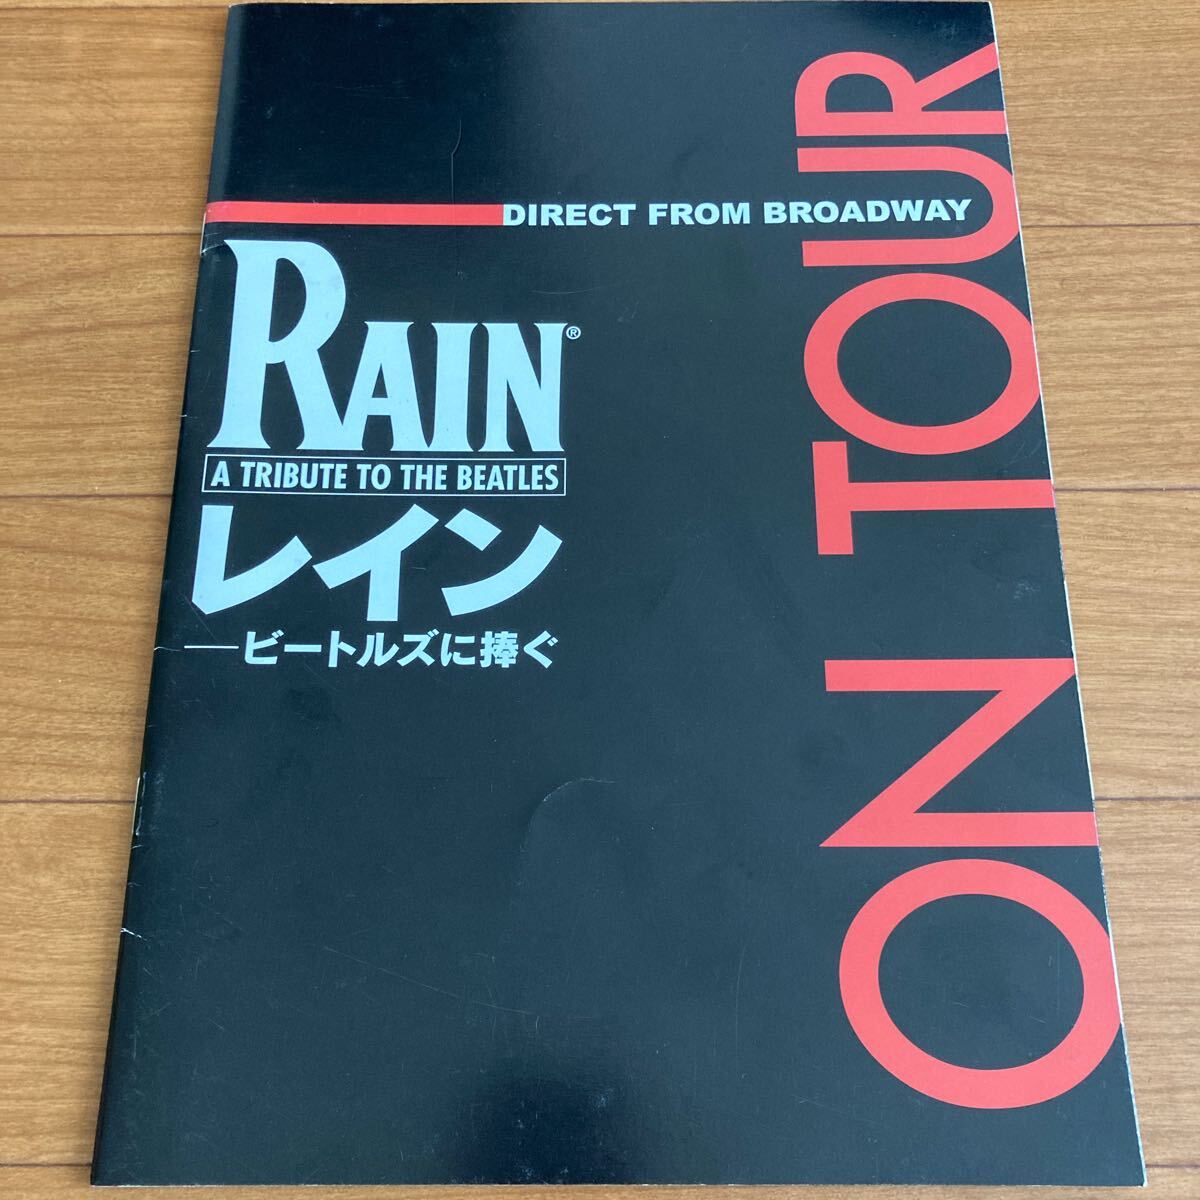 DIRECT FROM BROADWAY
RAIN®
A TRIBUTE TO THE BEATLES
レイン
—ビートルズに捧ぐ
ON TOUR